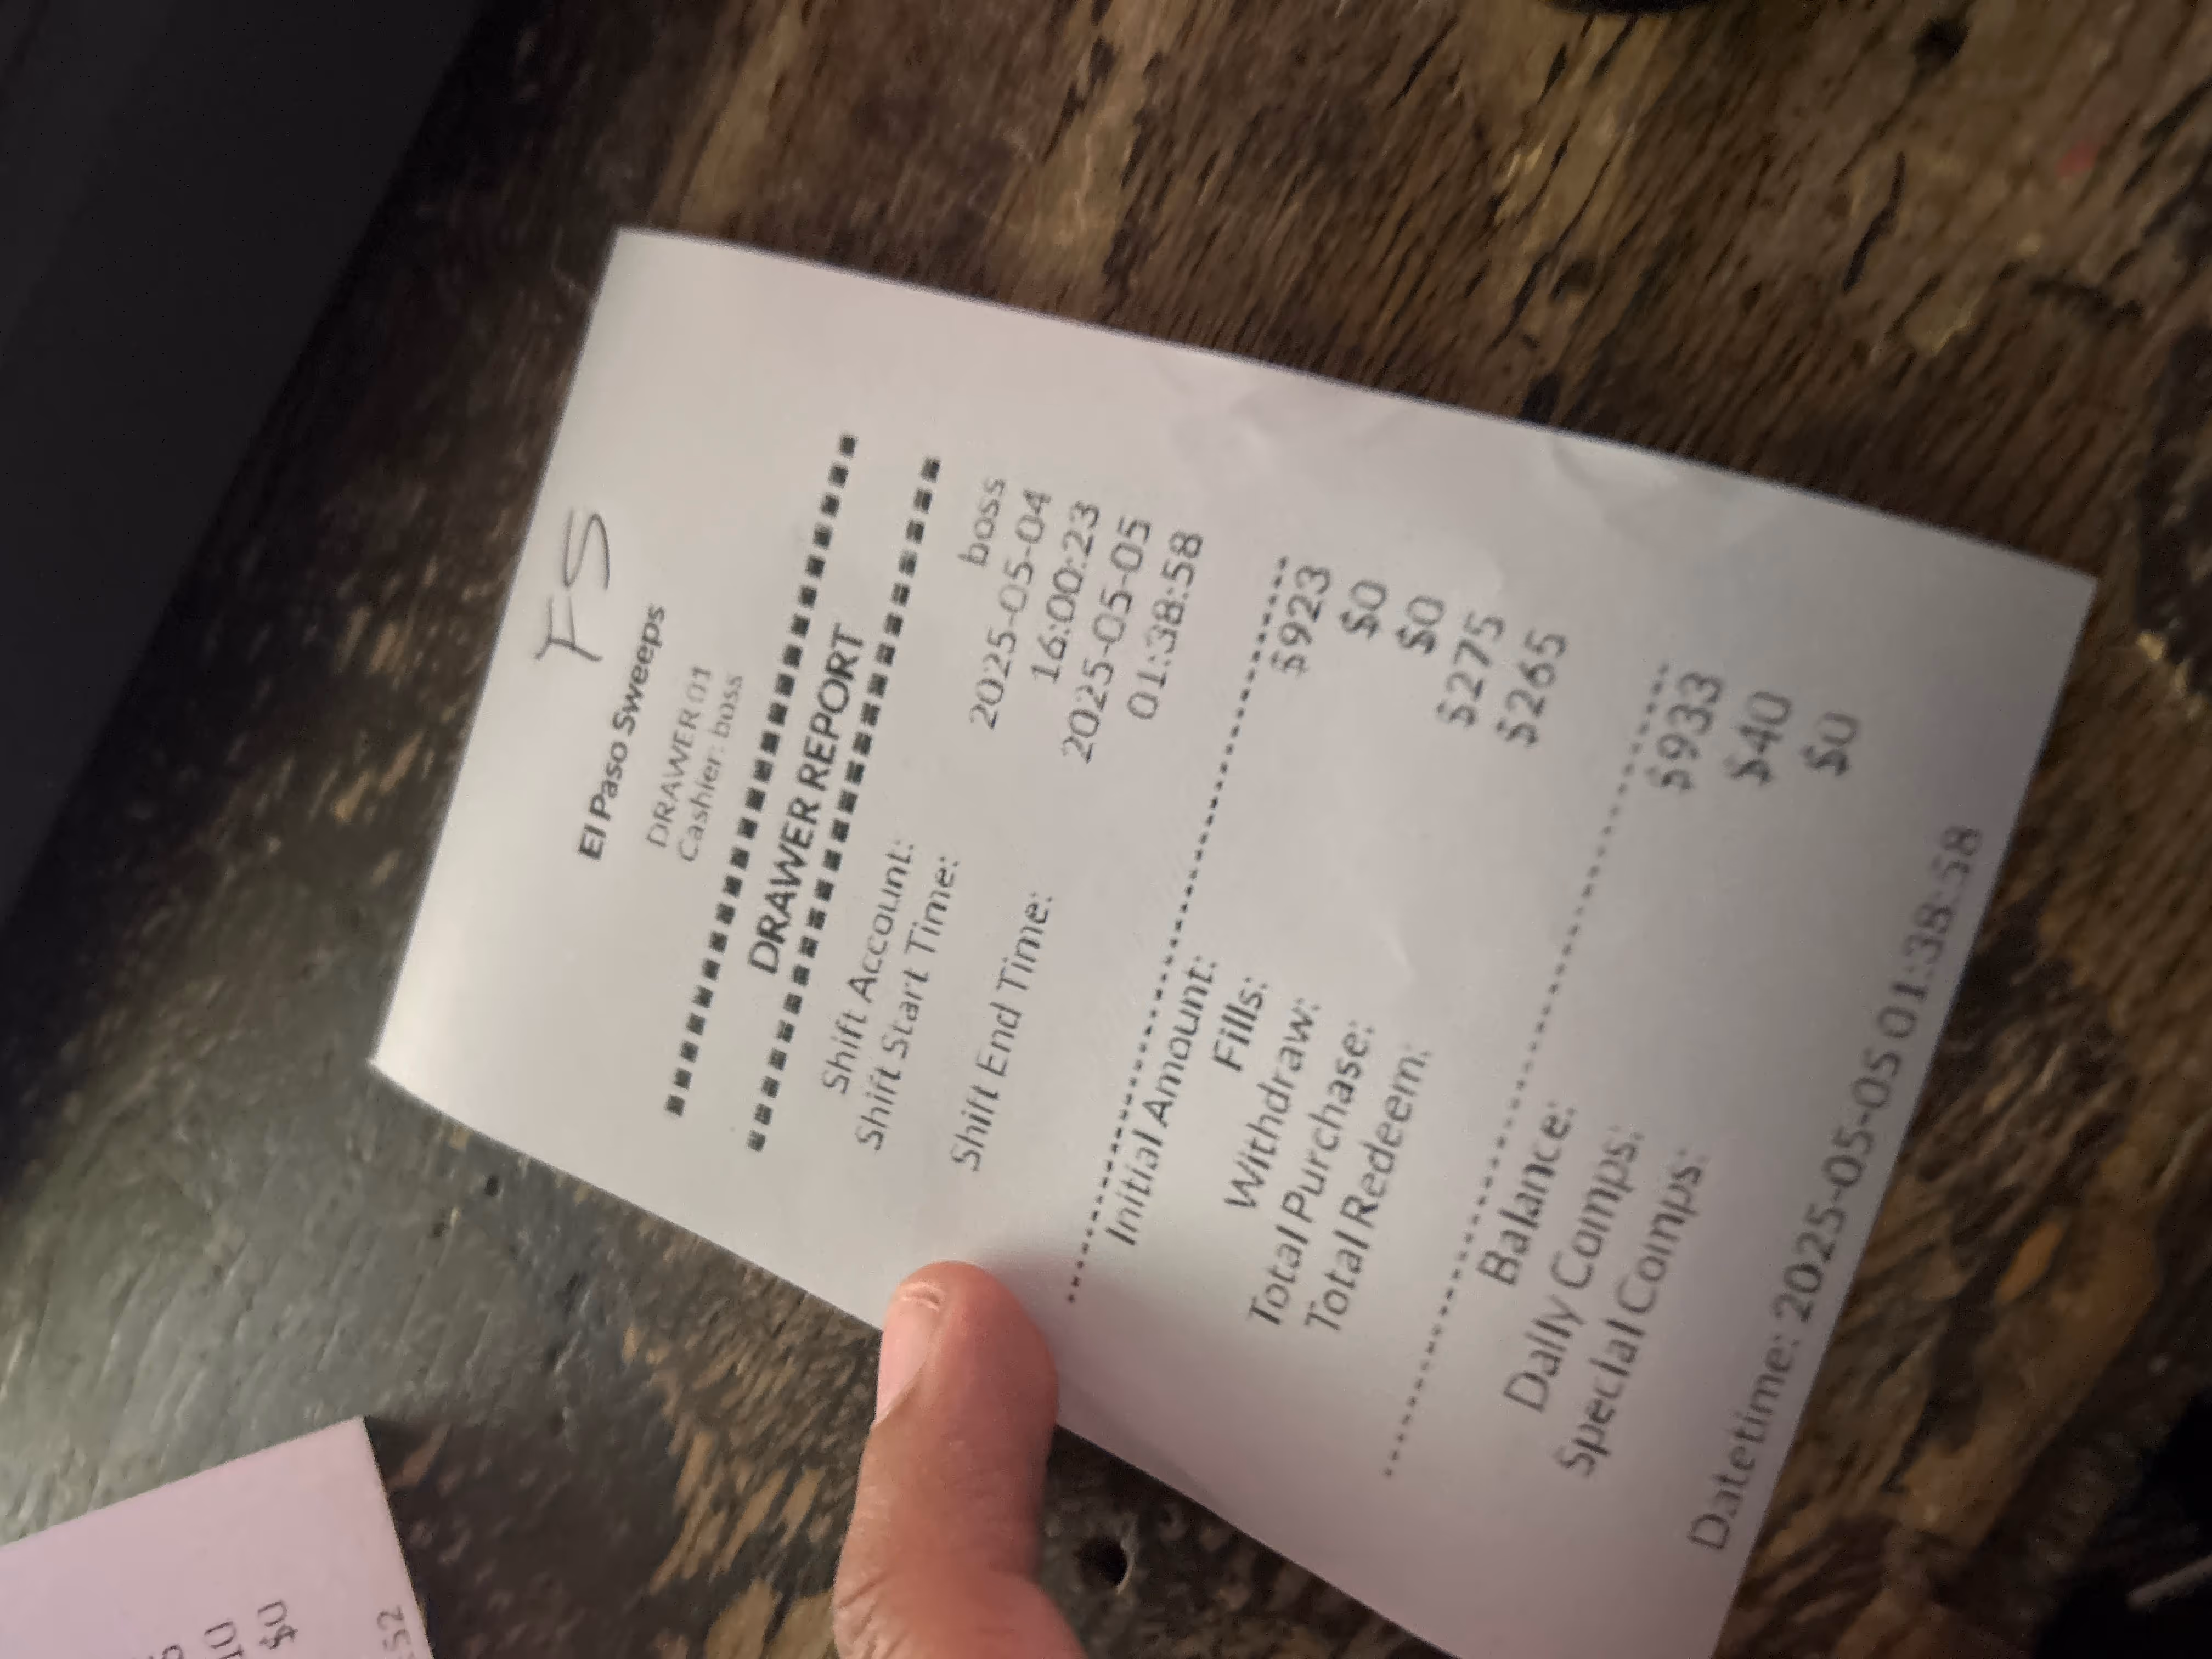 FS
El Paso Sweeps
DRAWER 01
Cashier: boss
DRAWER REPORT
Shift Account: boss
Shift Start Time: 2025-05-04
16:00:23
Shift End Time: 2025-05-05
01:38:58
Initial Amount: $923
Fills: $0
Withdraw: $0
Total Purchase: $275
Total Redeem: $265
Balance: $933
Daily Comps: $40
Special Comps: $0
Datetime: 2025-05-05 01:38:58
$0
:52